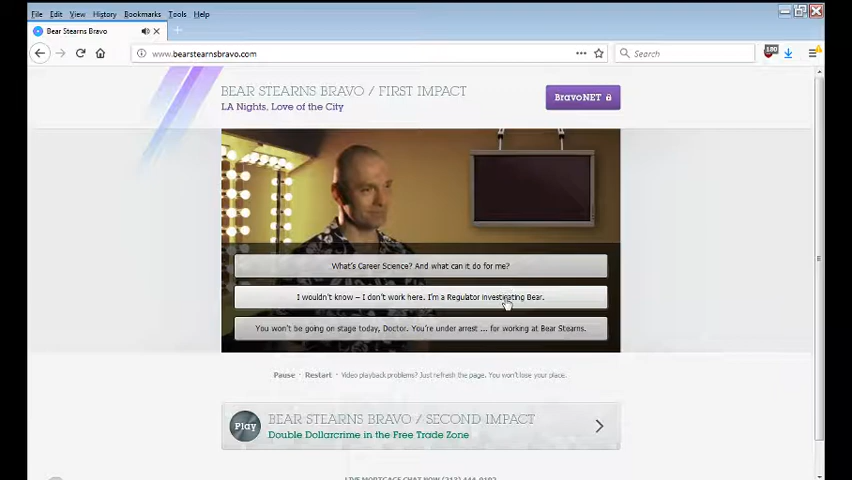 File Edit View History Bookmarks Tools Help
Bear Stearns Bravo
www.bearstearnsbravo.com
Search
BEAR STEARNS BRAVO / FIRST IMPACT
LA Nights, Love of the City
BravoNET
What's Career Science? And what can it do for me?
I wouldn't know – I don't work here. I'm a Regulator investigating Bear.
You won't be going on stage today, Doctor. You're under arrest ... for working at Bear Stearns.
Pause · Restart · Video playback problems? Just refresh the page. You won't lose your place.
Play
BEAR STEARNS BRAVO / SECOND IMPACT
Double Dollarcrime in the Free Trade Zone
LIVE MORTGAGE CHAT NOW